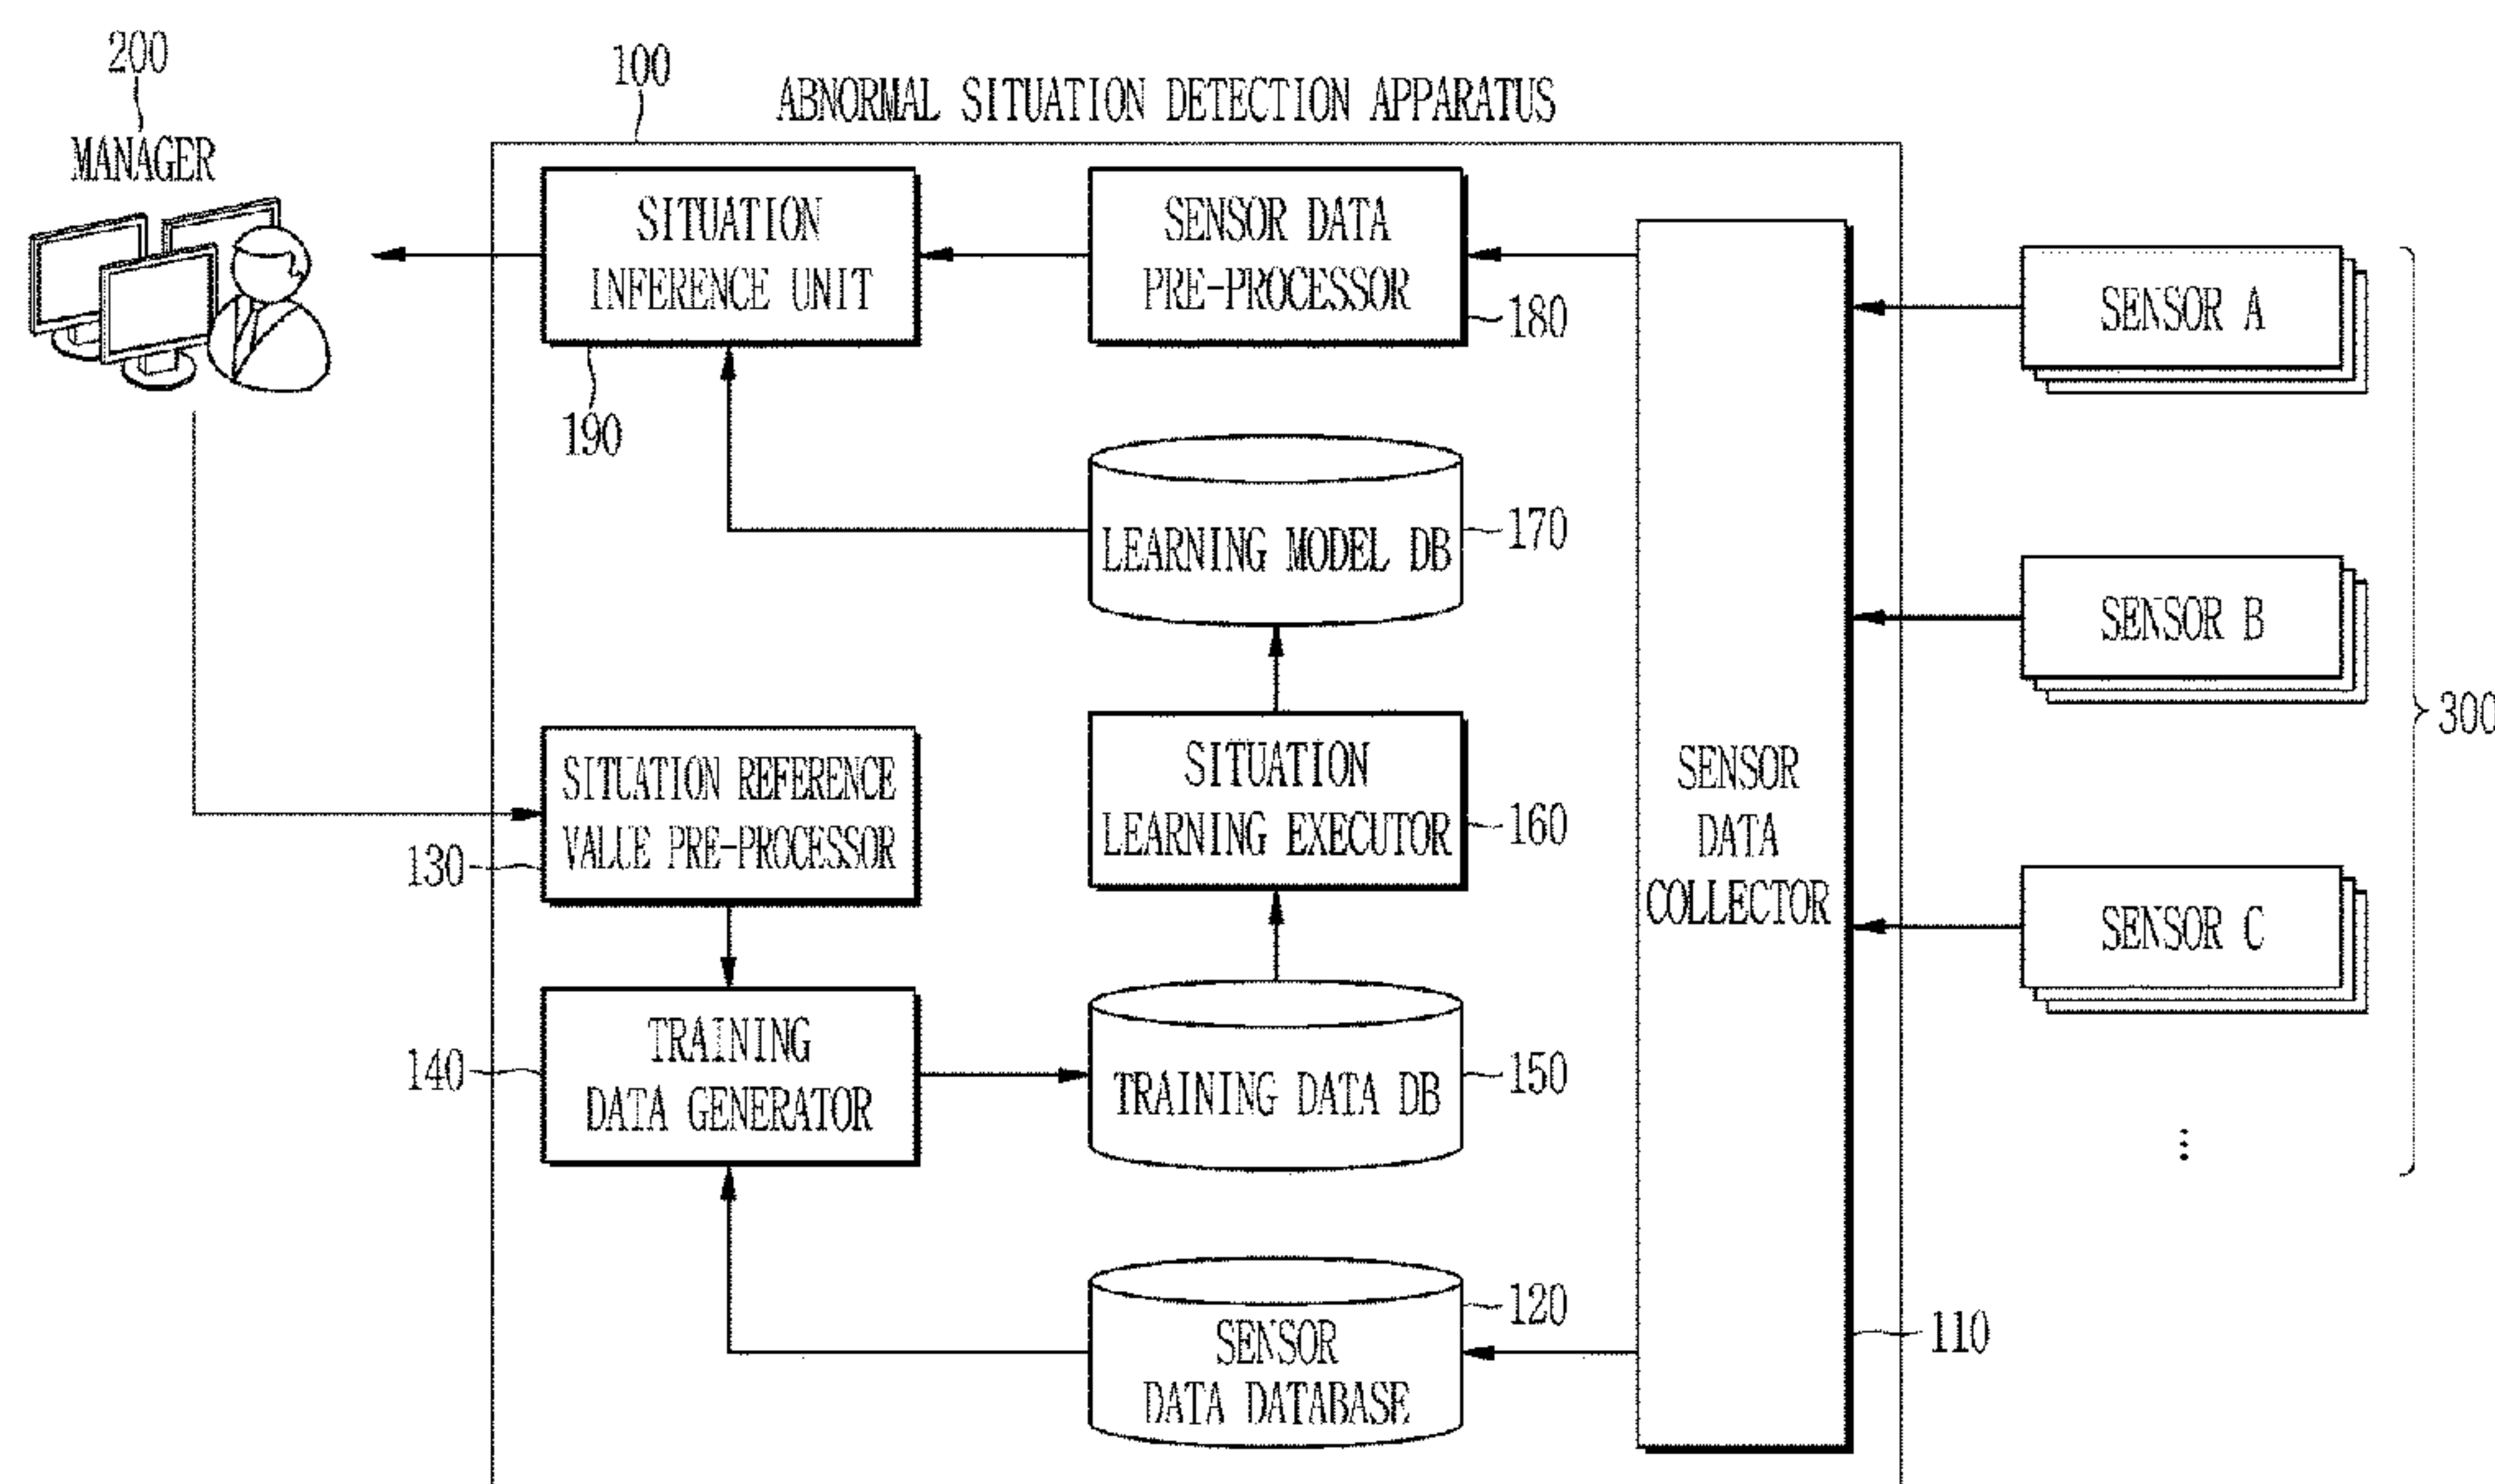 200
MANAGER
100
ABNORMAL SITUATION DETECTION APPARATUS
SITUATION
INFERENCE UNIT
190
SENSOR DATA
PRE-PROCESSOR
180
LEARNING MODEL DB
170
SITUATION REFERENCE
VALUE PRE-PROCESSOR
130
SITUATION
LEARNING EXECUTOR
160
TRAINING
DATA GENERATOR
140
TRAINING DATA DB
150
SENSOR
DATA DATABASE
120
SENSOR
DATA
COLLECTOR
110
SENSOR A
SENSOR B
SENSOR C
300